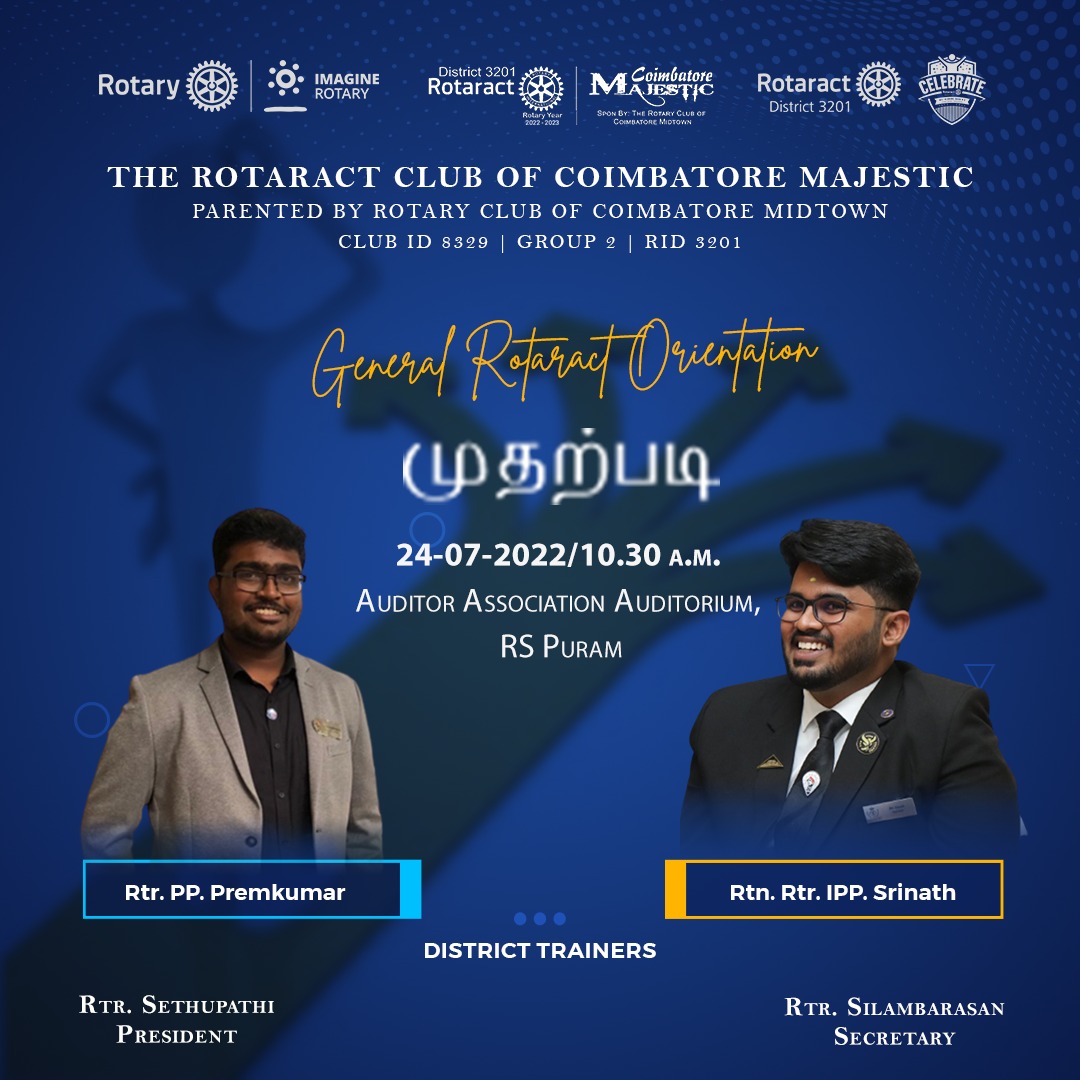 Rotary
IMAGINE
ROTARY
District 3201
Rotaract
Rotary Year
2022 - 2023
Coimbatore
MAJESTIC
SPON BY: THE ROTARY CLUB OF
COIMBATORE MIDTOWN
Rotaract
District 3201
CELEBRATE
THE ROTARACT CLUB OF COIMBATORE MAJESTIC
PARENTED BY ROTARY CLUB OF COIMBATORE MIDTOWN
CLUB ID 8329 | GROUP 2 | RID 3201
General Rotaract Orientation
முதற்படி
24-07-2022/10.30 A.M.
AUDITOR ASSOCIATION AUDITORIUM,
RS PURAM
Rtr. PP. Premkumar
Rtn. Rtr. IPP. Srinath
DISTRICT TRAINERS
RTR. SETHUPATHI
PRESIDENT
RTR. SILAMBARASAN
SECRETARY